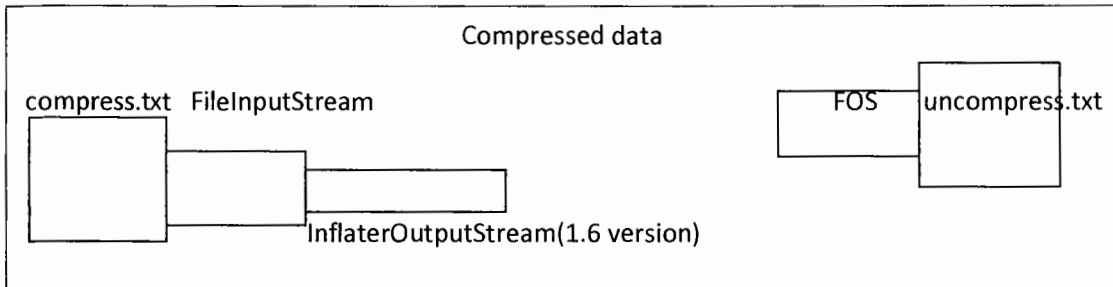 Compressed data
compress.txt FileInputStream
FOS uncompress.txt
InflaterOutputStream(1.6 version)